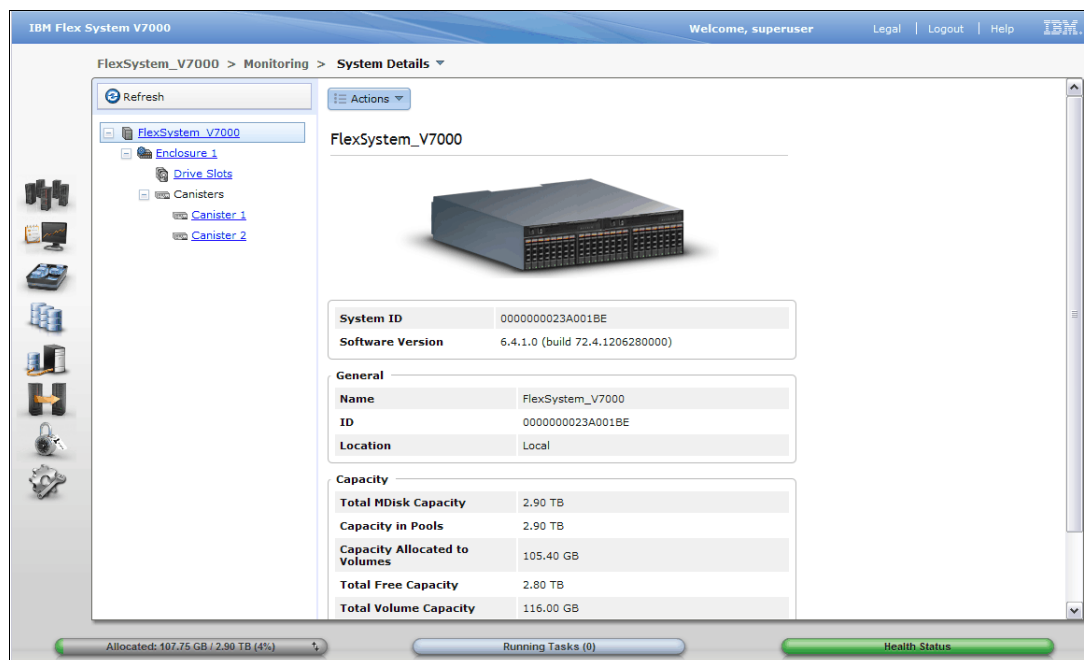 IBM Flex System V7000
Welcome, superuser
Legal | Logout | Help
IBM.
FlexSystem_V7000 > Monitoring > System Details
Refresh
Actions
FlexSystem_V7000
Enclosure 1
Drive Slots
Canisters
Canister 1
Canister 2
FlexSystem_V7000
System ID 0000000023A001BE
Software Version 6.4.1.0 (build 72.4.1206280000)
General
Name FlexSystem_V7000
ID 0000000023A001BE
Location Local
Capacity
Total MDisk Capacity 2.90 TB
Capacity in Pools 2.90 TB
Capacity Allocated to
Volumes 105.40 GB
Total Free Capacity 2.80 TB
Total Volume Capacity 116.00 GB
Allocated: 107.75 GB / 2.90 TB (4%)
Running Tasks (0)
Health Status